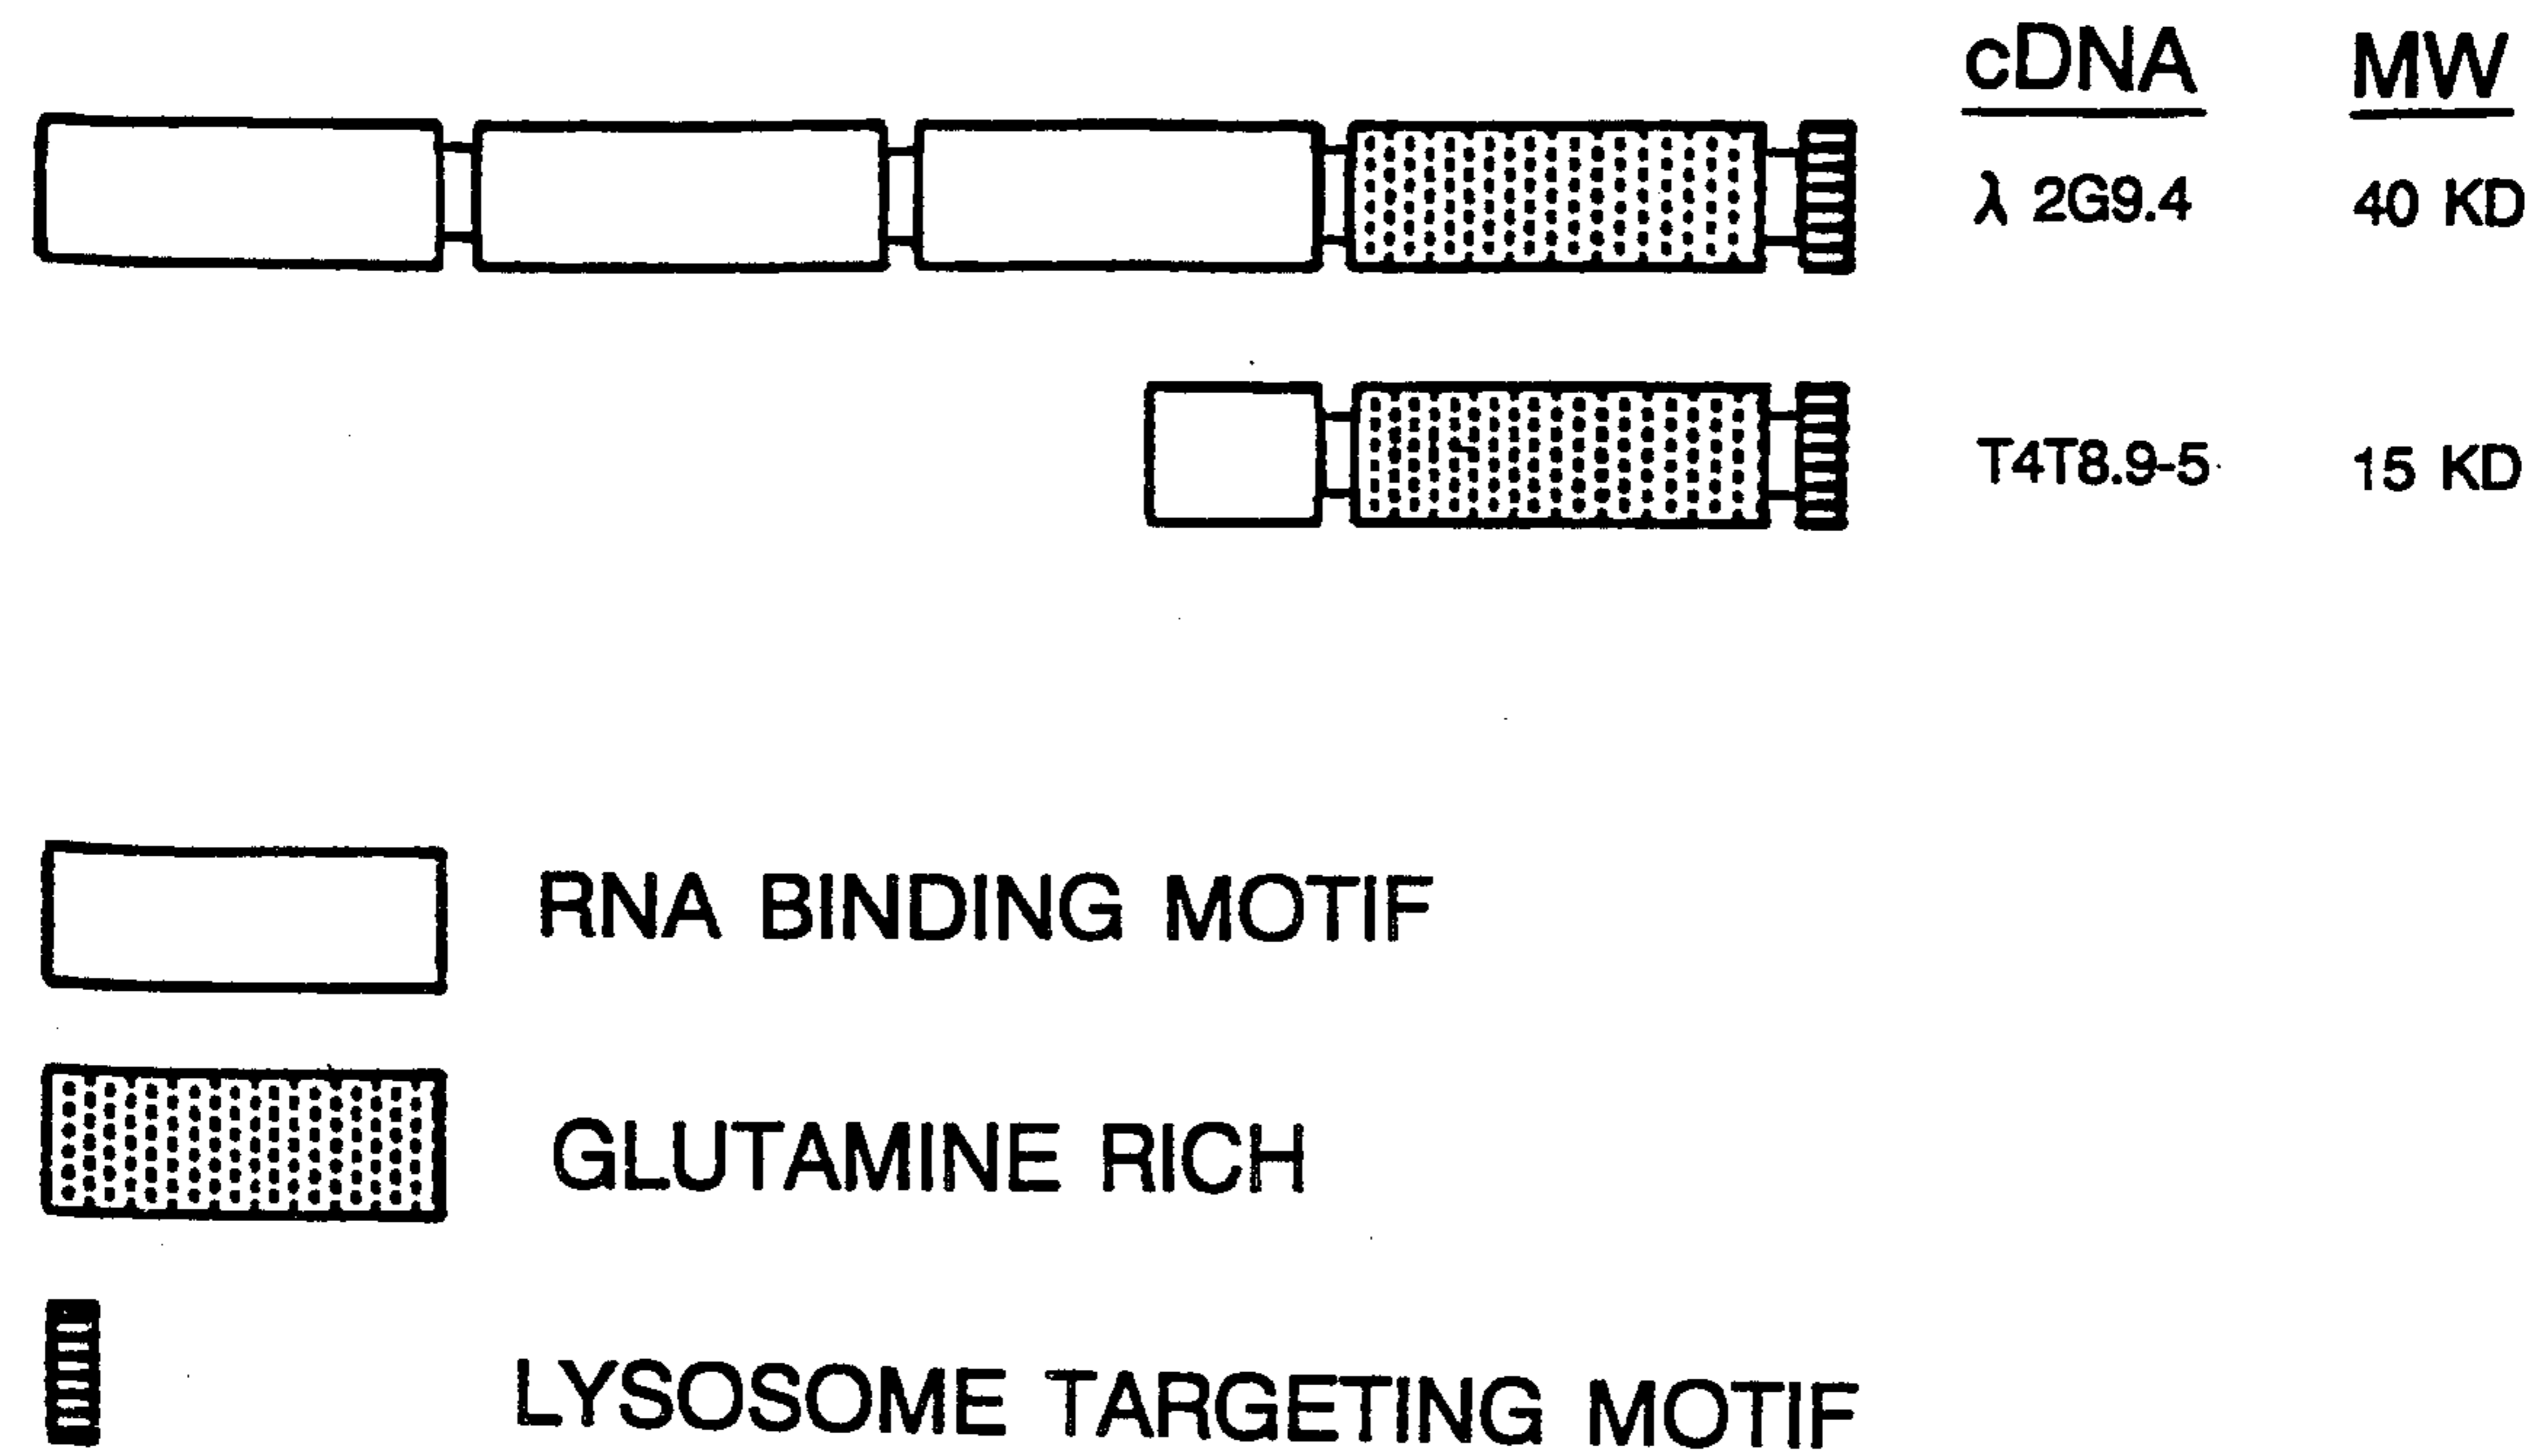 cDNA MW
λ 2G9.4 40 KD
T4T8.9-5 15 KD
RNA BINDING MOTIF
GLUTAMINE RICH
LYSOSOME TARGETING MOTIF